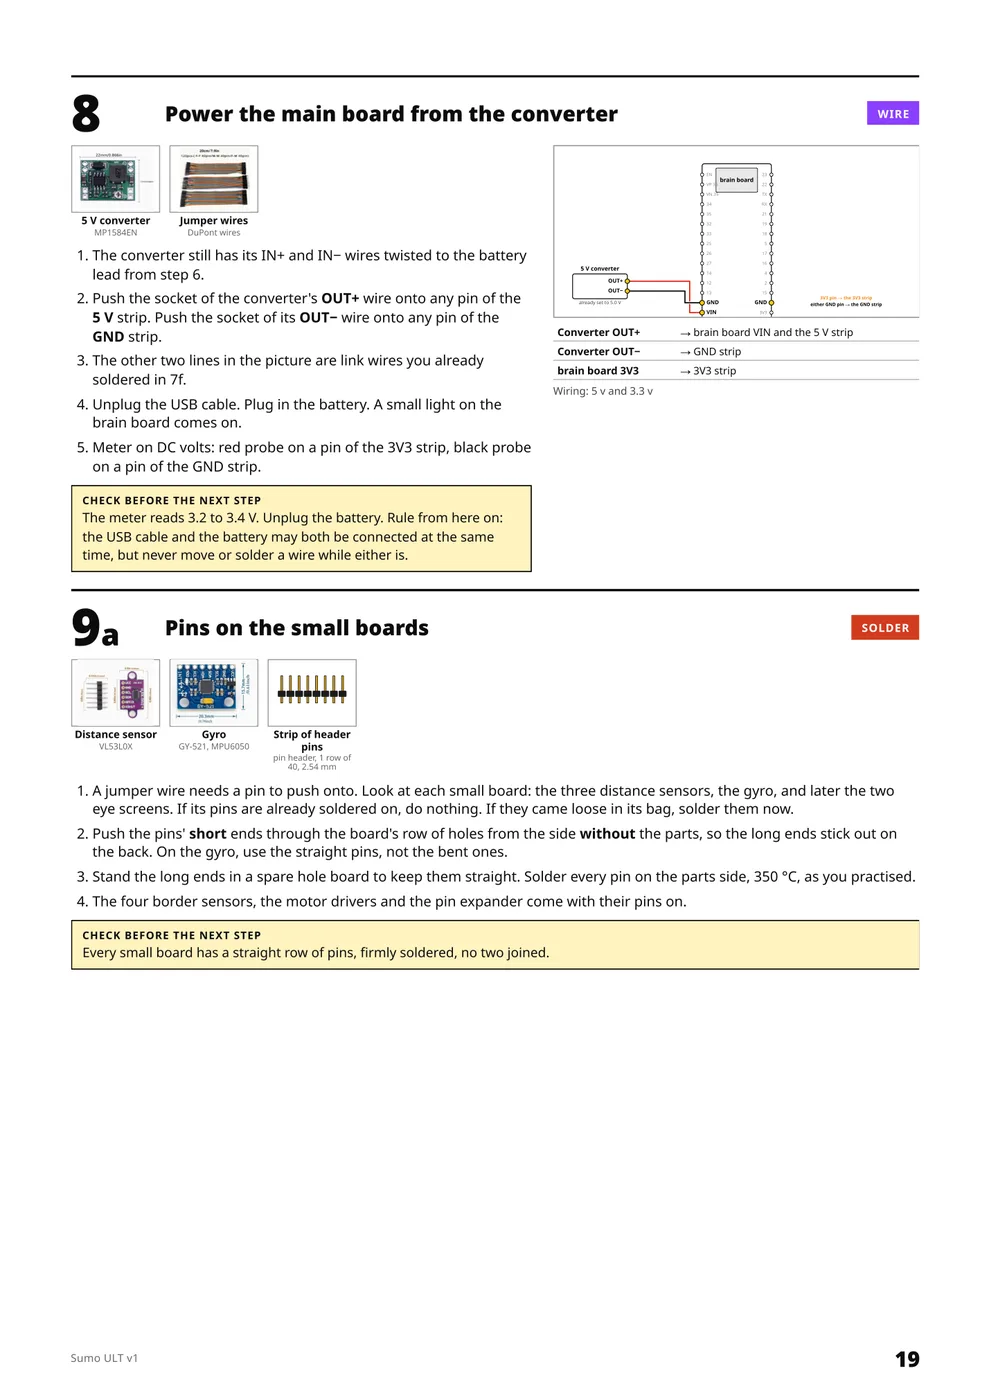 8
Power the main board from the converter
WIRE
5 V converter
MP1584EN
Jumper wires
DuPont wires
1. The converter still has its IN+ and IN− wires twisted to the battery
lead from step 6.
2. Push the socket of the converter's OUT+ wire onto any pin of the
5 V strip. Push the socket of its OUT− wire onto any pin of the
GND strip.
3. The other two lines in the picture are link wires you already
soldered in 7f.
4. Unplug the USB cable. Plug in the battery. A small light on the
brain board comes on.
5. Meter on DC volts: red probe on a pin of the 3V3 strip, black probe
on a pin of the GND strip.
CHECK BEFORE THE NEXT STEP
The meter reads 3.2 to 3.4 V. Unplug the battery. Rule from here on:
the USB cable and the battery may both be connected at the same
time, but never move or solder a wire while either is.
brain board
5 V converter
OUT+
OUT−
already set to 5.0 V
GND
VIN
GND
3V3
3V3 pin → the 3V3 strip
either GND pin → the GND strip
Converter OUT+ → brain board VIN and the 5 V strip
Converter OUT− → GND strip
brain board 3V3 → 3V3 strip
Wiring: 5 v and 3.3 v
9a
Pins on the small boards
SOLDER
Distance sensor
VL53L0X
Gyro
GY-521, MPU6050
Strip of header
pins
pin header, 1 row of
40, 2.54 mm
1. A jumper wire needs a pin to push onto. Look at each small board: the three distance sensors, the gyro, and later the two
eye screens. If its pins are already soldered on, do nothing. If they came loose in its bag, solder them now.
2. Push the pins' short ends through the board's row of holes from the side without the parts, so the long ends stick out on
the back. On the gyro, use the straight pins, not the bent ones.
3. Stand the long ends in a spare hole board to keep them straight. Solder every pin on the parts side, 350 °C, as you practised.
4. The four border sensors, the motor drivers and the pin expander come with their pins on.
CHECK BEFORE THE NEXT STEP
Every small board has a straight row of pins, firmly soldered, no two joined.
Sumo ULT v1
19